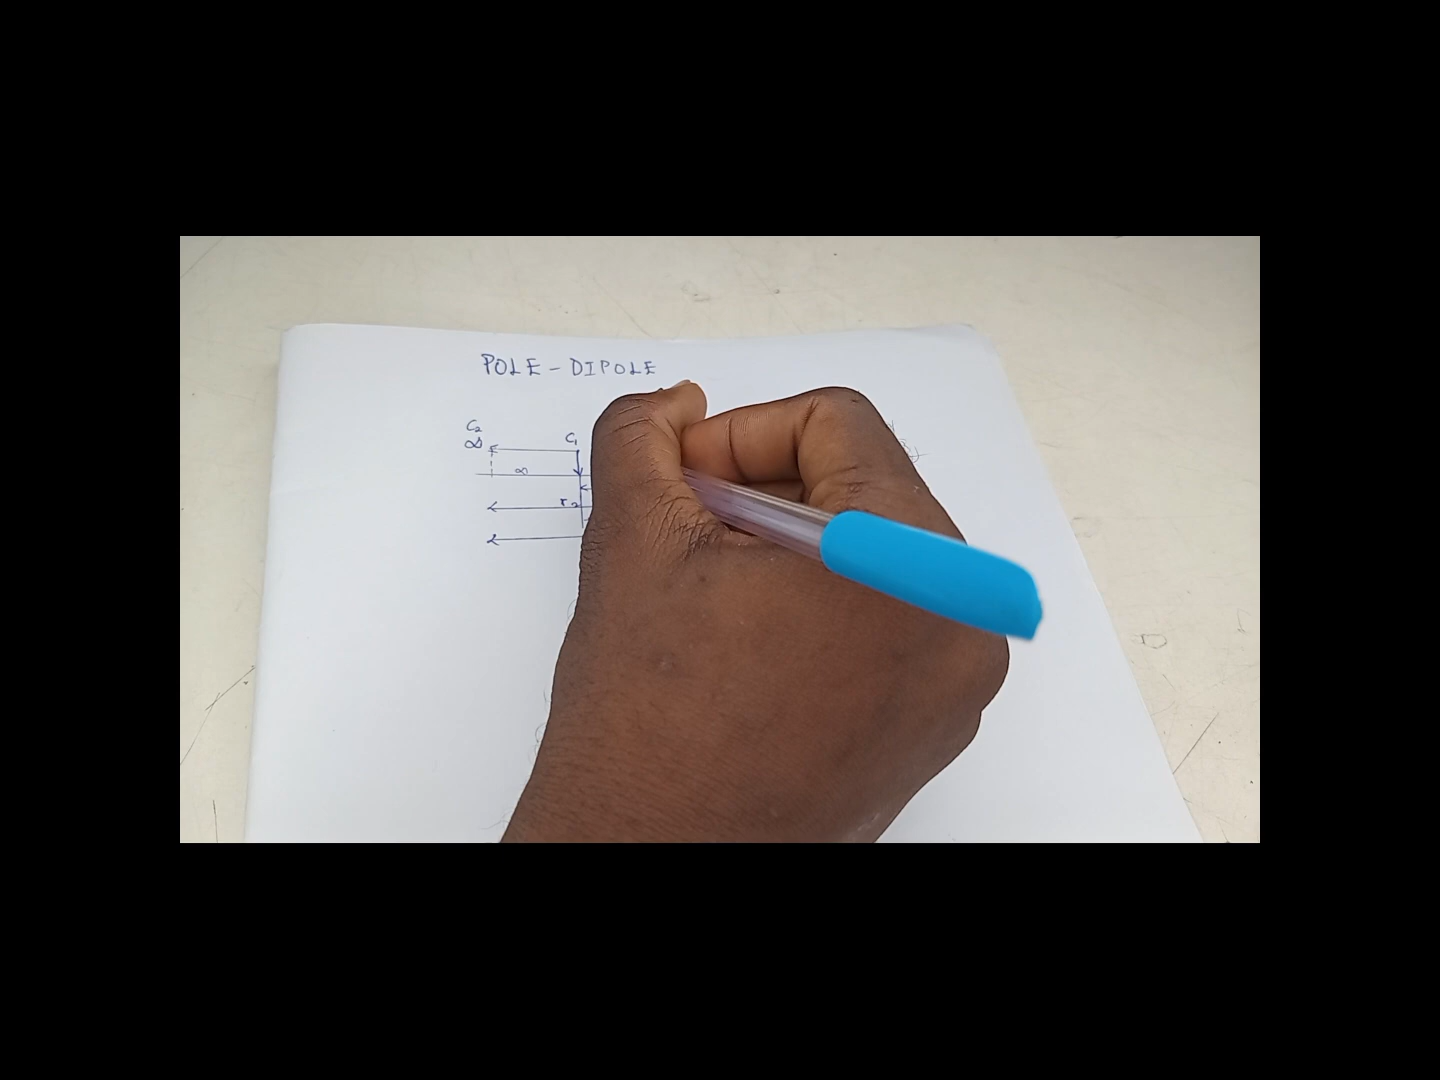 POLE - DIPOLE
C₂ C₁
∞
∞
r₂